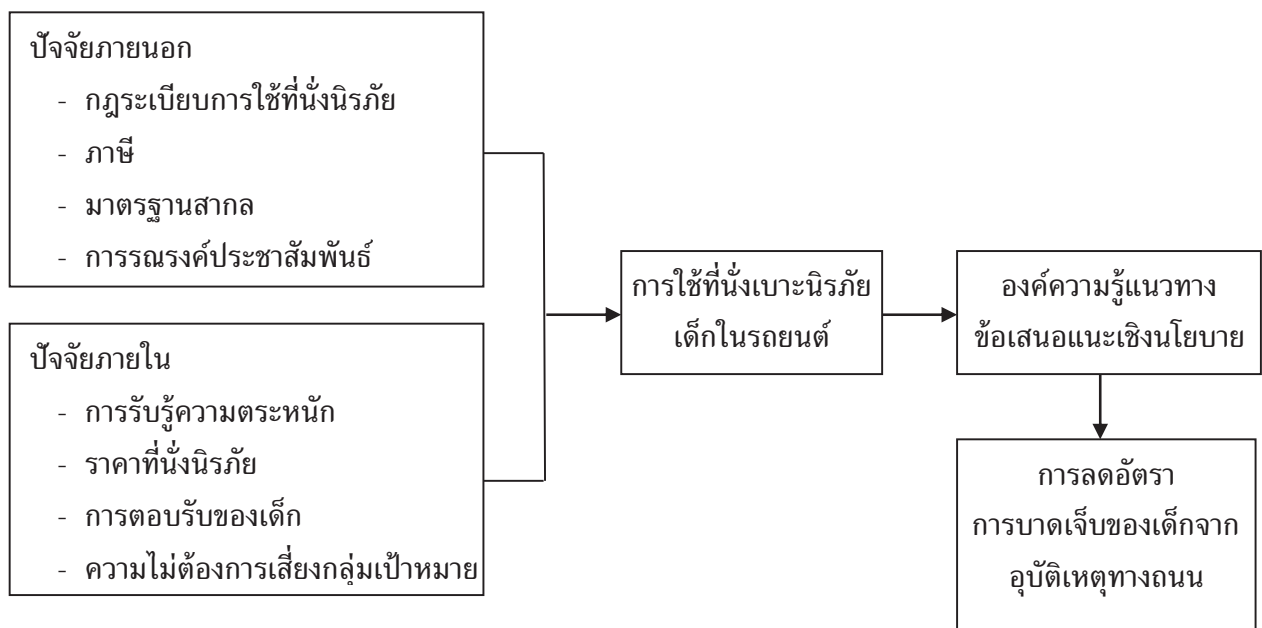 ปัจจัยภายนอก
- กฎระเบียบการใช้ที่นั่งนิรภัย
- ภาษี
- มาตรฐานสากล
- การรณรงค์ประชาสัมพันธ์
ปัจจัยภายใน
- การรับรู้ความตระหนัก
- ราคาที่นั่งนิรภัย
- การตอบรับของเด็ก
- ความไม่ต้องการเสี่ยงกลุ่มเป้าหมาย
การใช้ที่นั่งเบาะนิรภัย
เด็กในรถยนต์
องค์ความรู้แนวทาง
ข้อเสนอแนะเชิงนโยบาย
การลดอัตรา
การบาดเจ็บของเด็กจาก
อุบัติเหตุทางถนน